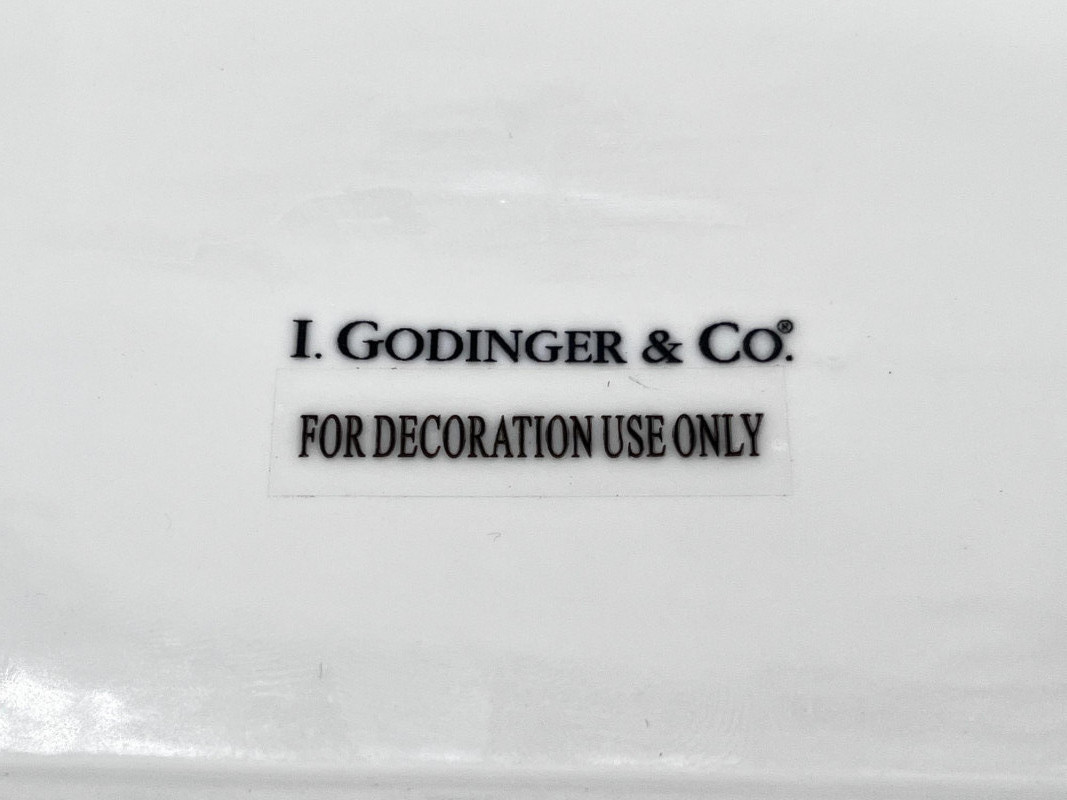 I. GODINGER & CO.®
FOR DECORATION USE ONLY